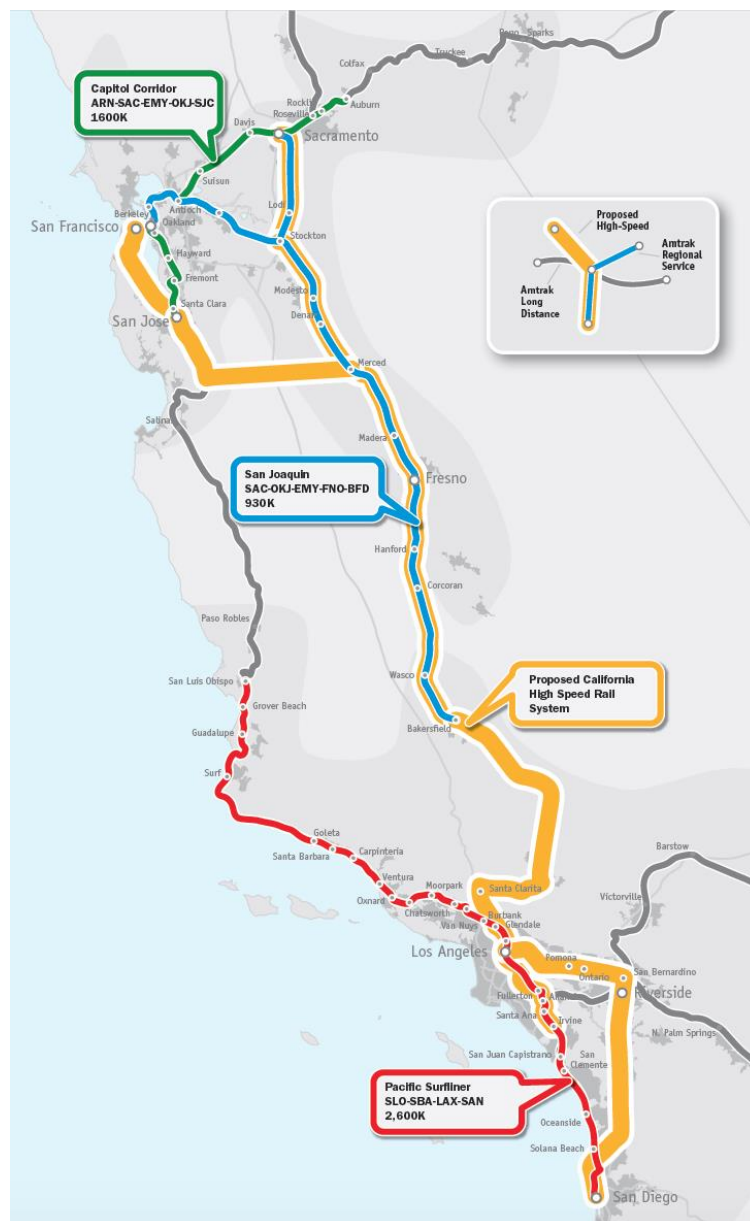 Reno
Sparks
Truckee
Colfax
Capitol Corridor
ARN-SAC-EMY-OKJ-SJC
1600K
Rocklin
Auburn
Roseville
Davis
Sacramento
Suisun
Lodi
Antioch
Berkeley
San Francisco
Oakland
Stockton
Hayward
Fremont
Modesto
Santa Clara
Denair
San Jose
Merced
Salinas
Madera
San Joaquin
SAC-OKJ-EMY-FNO-BFD
930K
Fresno
Hanford
Corcoran
Paso Robles
Wasco
San Luis Obispo
Grover Beach
Proposed California
High Speed Rail
System
Guadalupe
Bakersfield
Surf
Goleta
Santa Barbara
Carpinteria
Barstow
Ventura
Moorpark
Santa Clarita
Oxnard
Victorville
Chatsworth
Burbank
Van Nuys
Glendale
Los Angeles
Pomona
Ontario
San Bernardino
Fullerton
Riverside
Santa Ana
Irvine
N. Palm Springs
San Juan Capistrano
San
Clemente
Pacific Surfliner
SLO-SBA-LAX-SAN
2,600K
Oceanside
Solana Beach
San Diego
Proposed
High-Speed
Amtrak
Regional
Service
Amtrak
Long
Distance